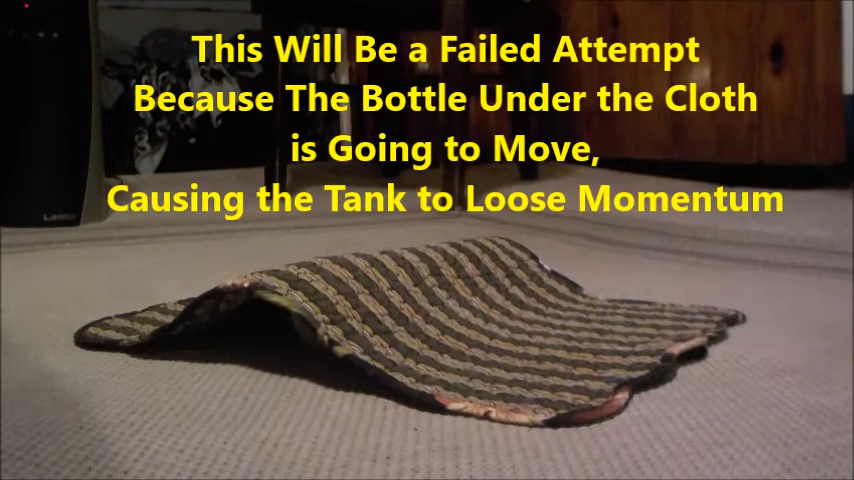 This Will Be a Failed Attempt
Because The Bottle Under the Cloth
is Going to Move,
Causing the Tank to Loose Momentum
Lasko